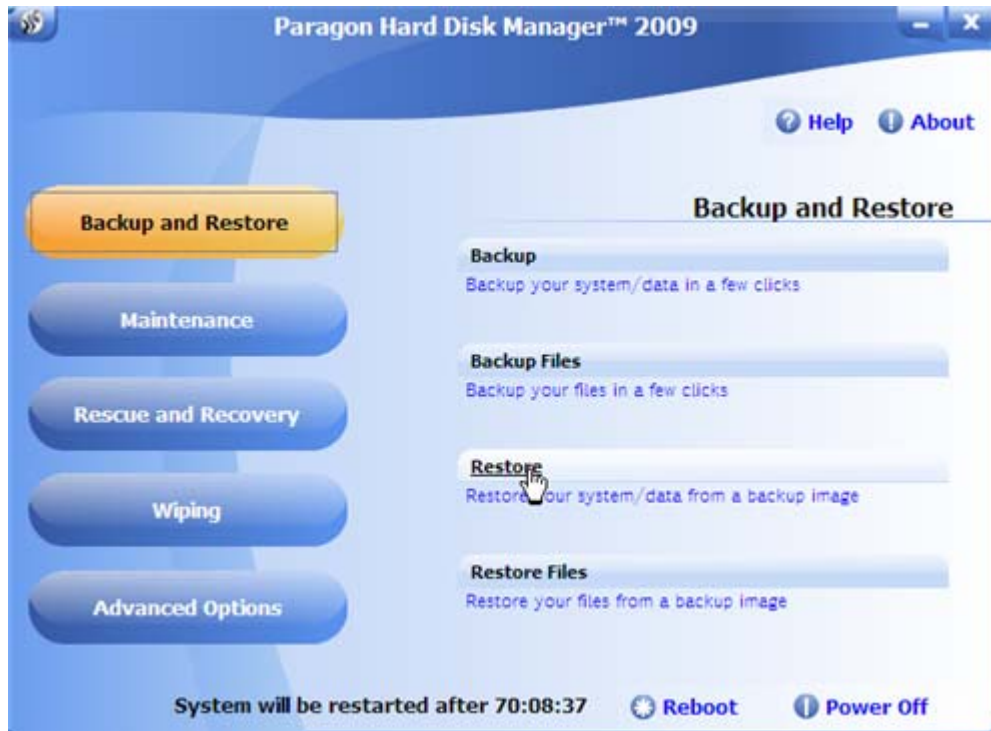 Paragon Hard Disk Manager™ 2009
Help
About
Backup and Restore
Maintenance
Rescue and Recovery
Wiping
Advanced Options
Backup and Restore
Backup
Backup your system/data in a few clicks
Backup Files
Backup your files in a few clicks
Restore
Restore your system/data from a backup image
Restore Files
Restore your files from a backup image
System will be restarted after 70:08:37
Reboot
Power Off